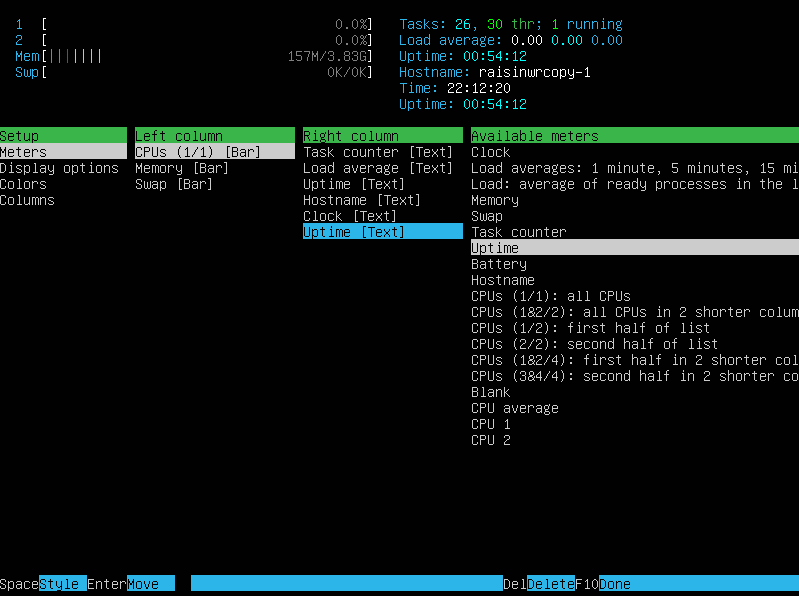 1 [ 0.0%] Tasks: 26, 30 thr; 1 running
2 [ 0.0%] Load average: 0.00 0.00 0.00
Mem[||||||| 157M/3.83G] Uptime: 00:54:12
Swp[ 0K/0K] Hostname: raisinwrcopy-1
Time: 22:12:20
Uptime: 00:54:12
Setup Left column Right column Available meters
Meters CPUs (1/1) [Bar] Task counter [Text] Clock
Display options Memory [Bar] Load average [Text] Load averages: 1 minute, 5 minutes, 15 mi
Colors Swap [Bar] Uptime [Text] Load: average of ready processes in the l
Columns Hostname [Text] Memory
Clock [Text] Swap
Uptime [Text] Task counter
Uptime
Battery
Hostname
CPUs (1/1): all CPUs
CPUs (1&2/2): all CPUs in 2 shorter colum
CPUs (1/2): first half of list
CPUs (2/2): second half of list
CPUs (1&2/4): first half in 2 shorter col
CPUs (3&4/4): second half in 2 shorter co
Blank
CPU average
CPU 1
CPU 2
SpaceStyle EnterMove DelDeleteF10Done